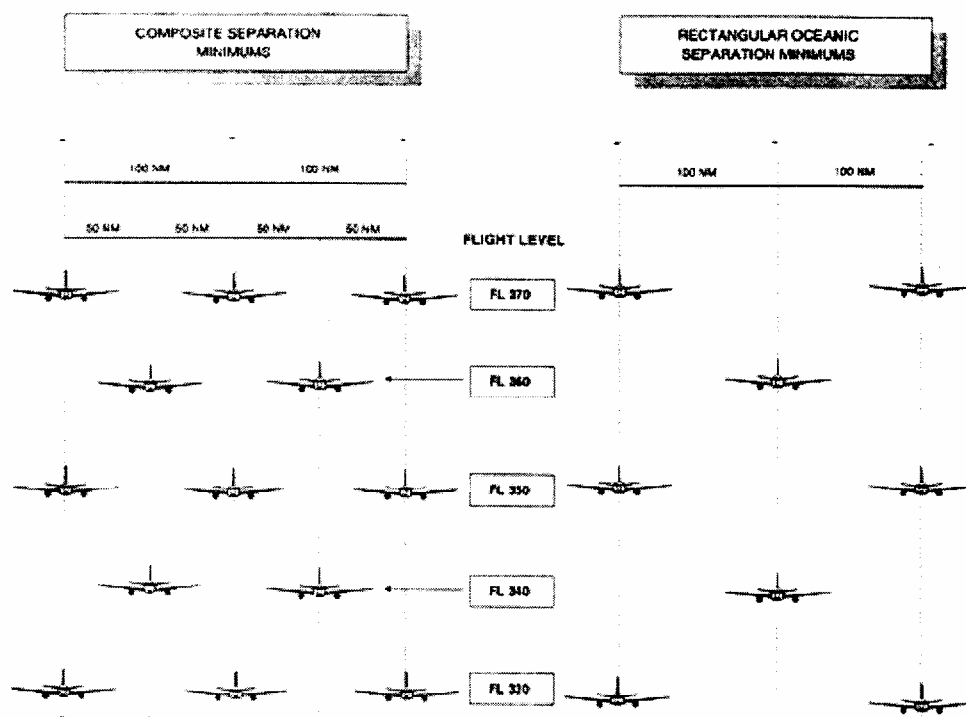 COMPOSITE SEPARATION
MINIMUMS
RECTANGULAR OCEANIC
SEPARATION MINIMUMS
100 NM
100 NM
100 NM
100 NM
50 NM
50 NM
50 NM
50 NM
FLIGHT LEVEL
FL 370
FL 360
FL 350
FL 340
FL 330